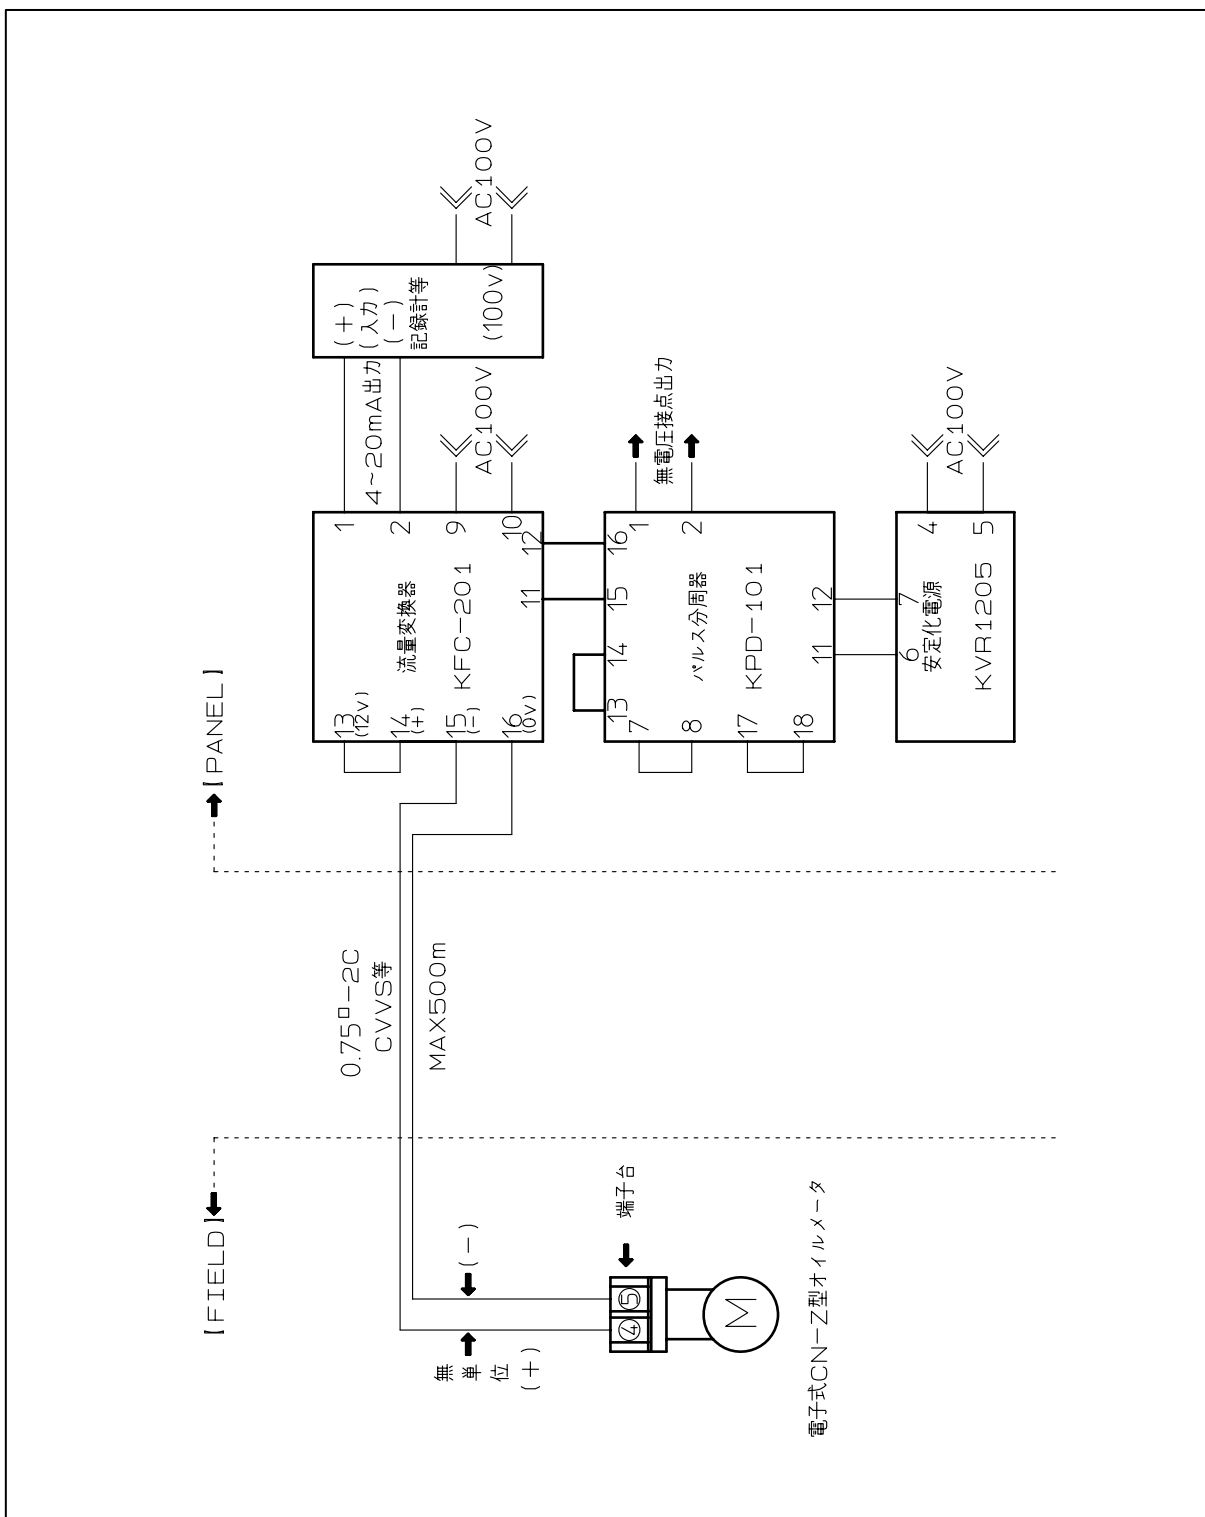 【FIELD】
【PANEL】
0.75□-2C
CVVS等
MAX500m
無単位
(+)
(-)
端子台
④
⑤
M
電子式CN-Z型オイルメータ
13
(12V)
14
(+)
15
(-)
16
(0V)
流量変換器
KFC-201
1
2
9
10
11
12
4~20mA出力
AC100V
(+)
(入力)
(-)
記録計等
(100V)
AC100V
13
14
15
16
7
8
17
18
パルス分周器
KPD-101
1
2
11
12
無電圧接点出力
6
7
安定化電源
KVR1205
4
5
AC100V